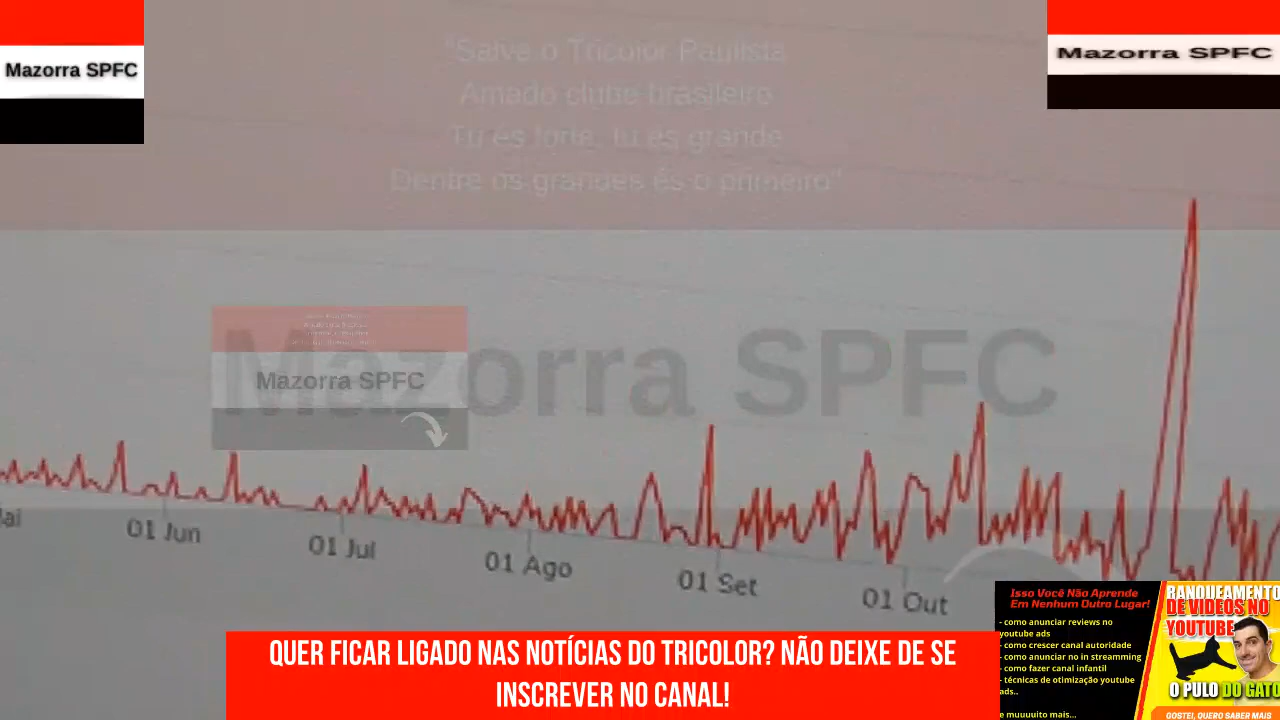 Mazorra SPFC
Mazorra SPFC
"Salve o Tricolor Paulista
Amado clube brasileiro
Tu és forte, tu és grande
Dentre os grandes és o primeiro"
Mazorra SPFC
Mazorra SPFC
01 Jun
01 Jul
01 Ago
01 Set
01 Out
QUER FICAR LIGADO NAS NOTÍCIAS DO TRICOLOR? NÃO DEIXE DE SE
INSCREVER NO CANAL!
Isso Você Não Aprende
Em Nenhum Outro Lugar!
- como anunciar reviews no
youtube ads
- como crescer canal autoridade
- como anunciar no in streamming
- como fazer canal infantil
- técnicas de otimização youtube
ads..
e muuuuito mais...
RANQUEAMENTO
DE VÍDEOS NO
YOUTUBE
O PULO DO GATO
GOSTEI, QUERO SABER MAIS